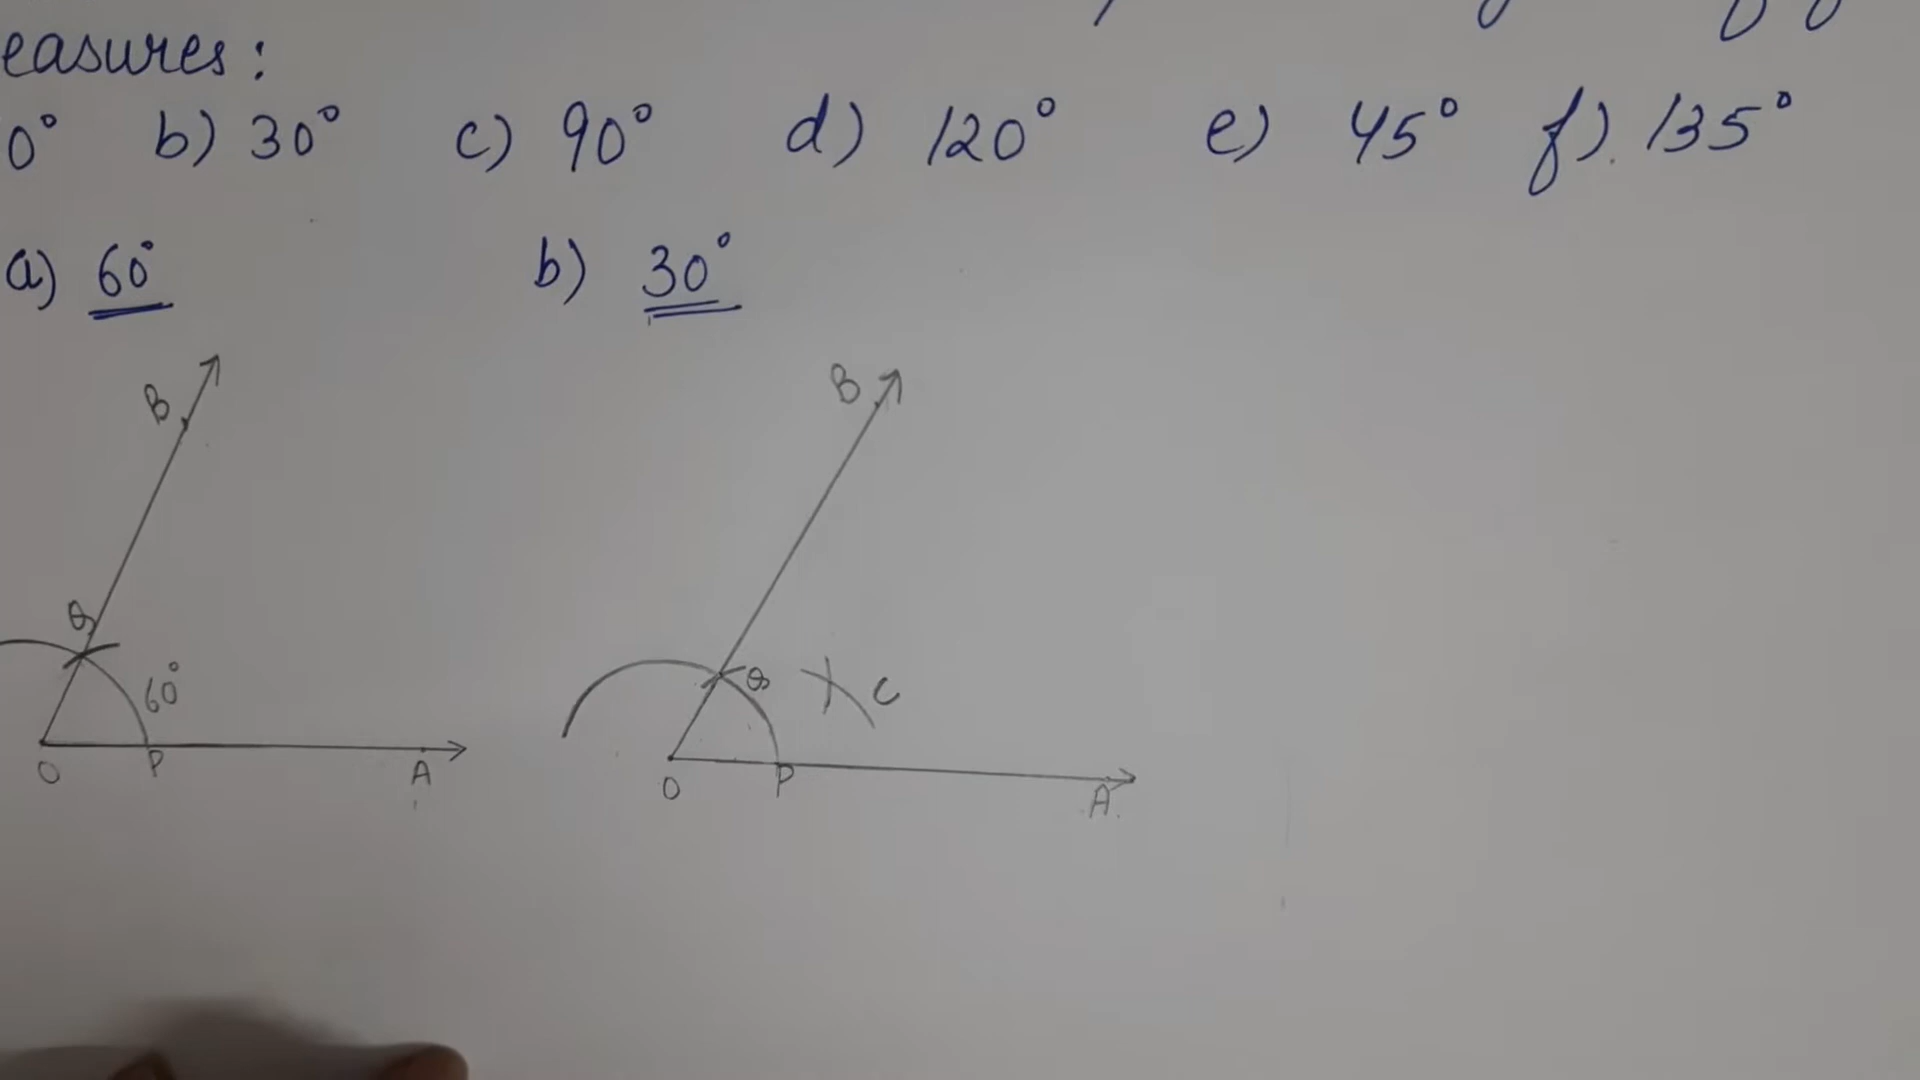 easures:
0° b) 30° c) 90° d) 120° e) 45° f). 135°
a) 60° b) 30°
B B
Q 60° Q C
O P A O P A